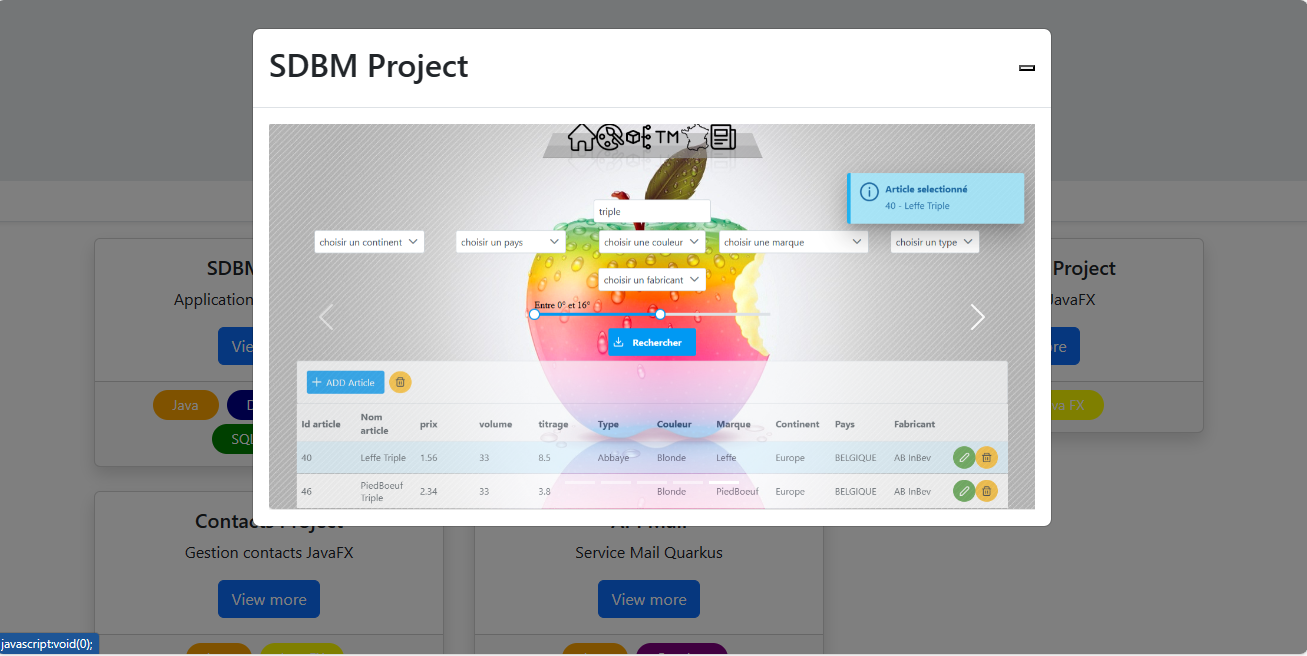 SDBM Project
TM
Article selectionné
40 - Leffe Triple
triple
choisir un continent
choisir un pays
choisir une couleur
choisir une marque
choisir un type
choisir un fabricant
Entre 0° et 16°
Rechercher
ADD Article
Id article
Nom article
prix
volume
titrage
Type
Couleur
Marque
Continent
Pays
Fabricant
40
Leffe Triple
1.56
33
8.5
Abbaye
Blonde
Leffe
Europe
BELGIQUE
AB InBev
46
PiedBoeuf Triple
2.34
33
3.8
Blonde
PiedBoeuf
Europe
BELGIQUE
AB InBev
SDBM
Application
Java
SQL
Project
JavaFX
Contacts Project
Gestion contacts JavaFX
View more
Service Mail Quarkus
View more
javascript:void(0);